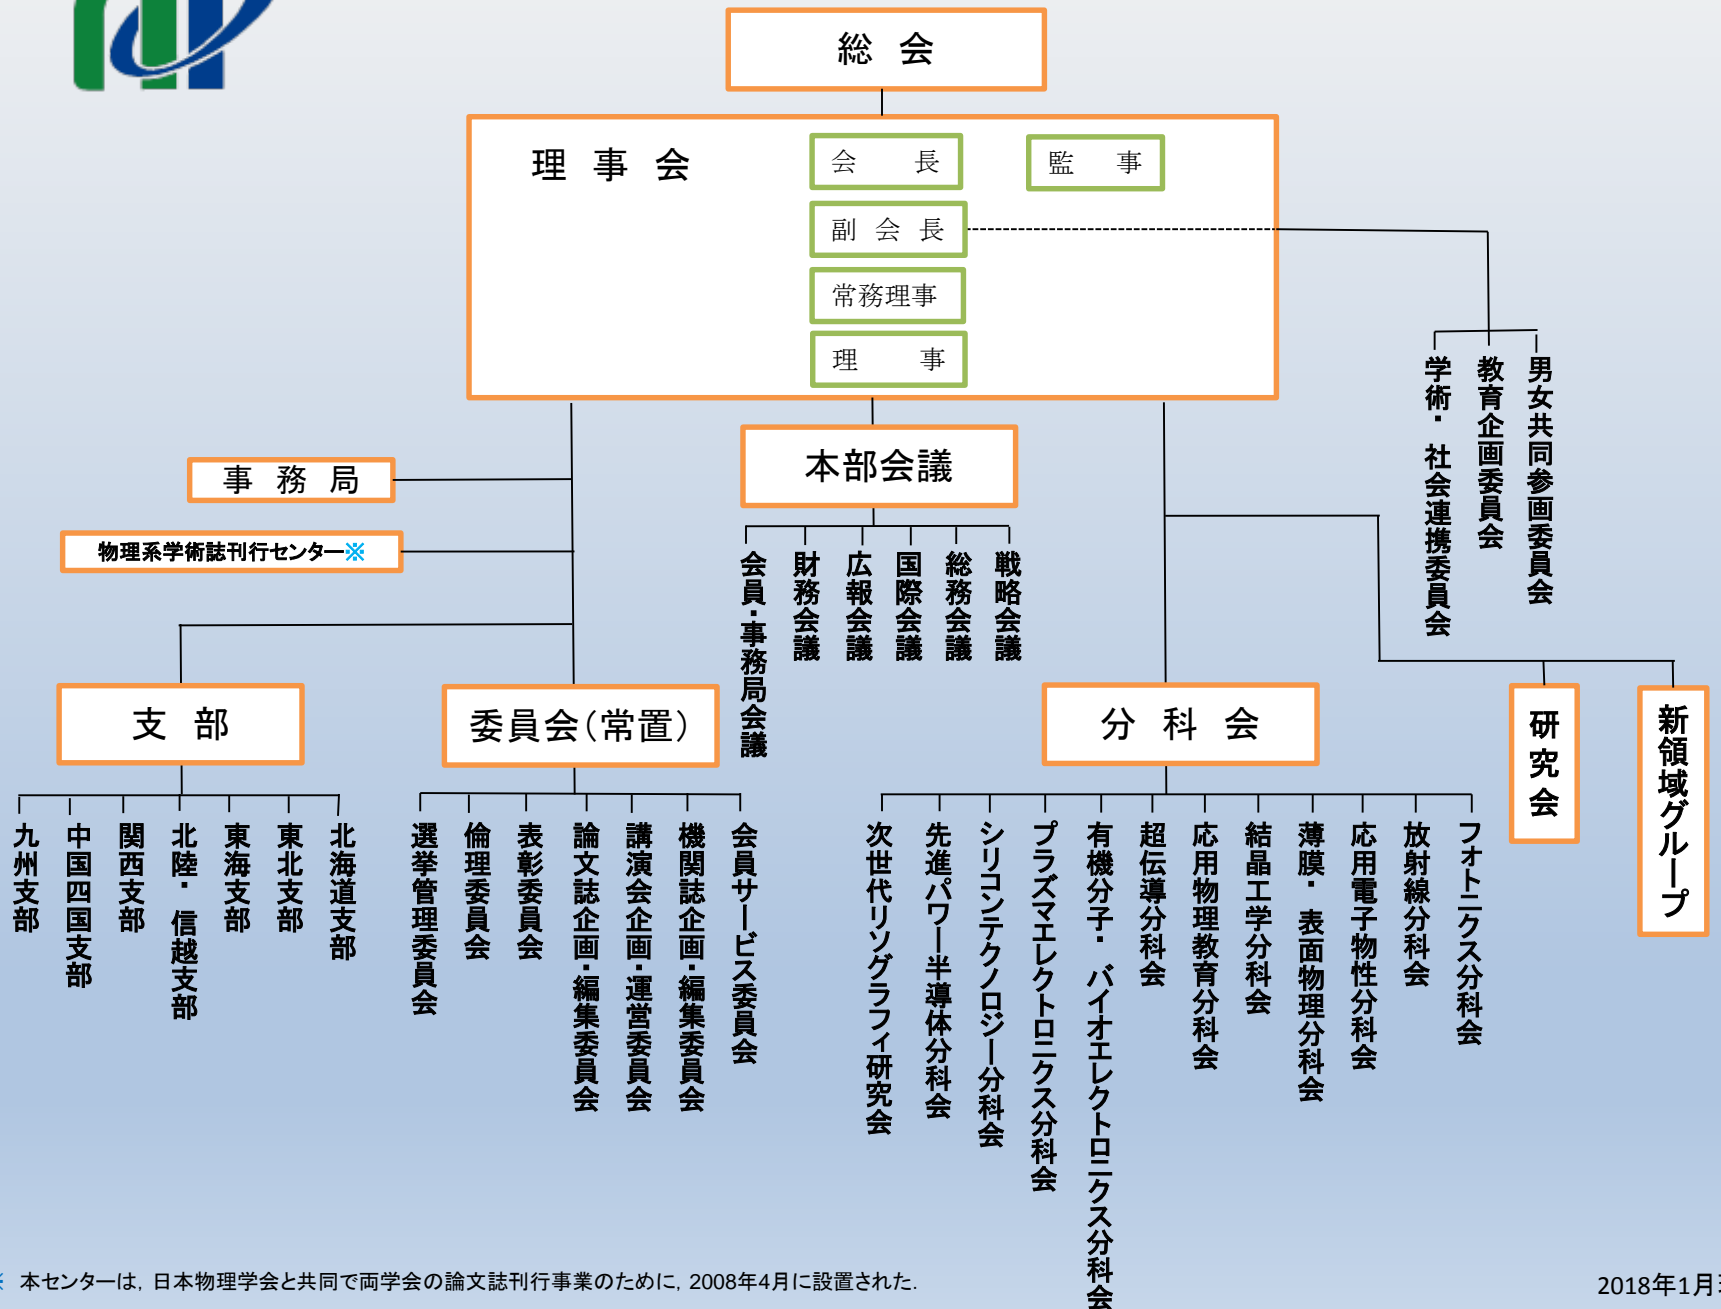 総 会
理 事 会
会 長
監 事
副 会 長
常務理事
理 事
学術・社会連携委員会
教育企画委員会
男女共同参画委員会
本部会議
事 務 局
物理系学術誌刊行センター※
会員・事務局会議
財務会議
広報会議
国際会議
総務会議
戦略会議
支 部
委員会(常置)
分 科 会
研究会
新領域グループ
九州支部
中国四国支部
関西支部
北陸・信越支部
東海支部
東北支部
北海道支部
選挙管理委員会
倫理委員会
表彰委員会
論文誌企画・編集委員会
講演会企画・運営委員会
機関誌企画・編集委員会
会員サービス委員会
次世代リソグラフィ研究会
先進パワー半導体分科会
シリコンテクノロジー分科会
プラズマエレクトロニクス分科会
有機分子・バイオエレクトロニクス分科会
超伝導分科会
応用物理教育分科会
結晶工学分科会
薄膜・表面物理分科会
応用電子物性分科会
放射線分科会
フオトニクス分科会
※ 本センターは, 日本物理学会と共同で両学会の論文誌刊行事業のために, 2008年4月に設置された.
2018年1月